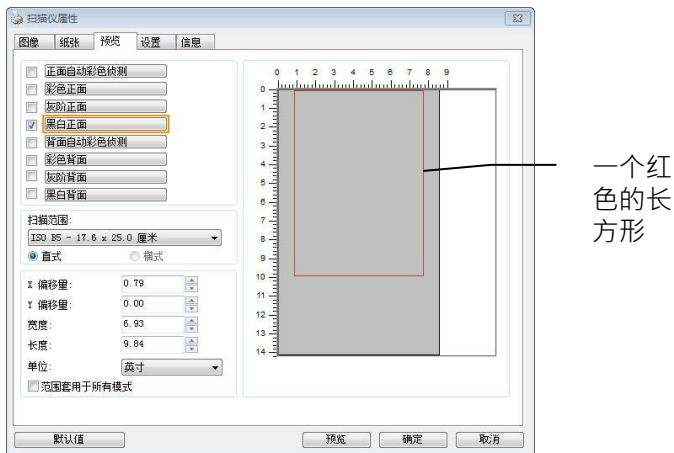 扫描仪属性
图像 纸张 预览 设置 信息
正面自动彩色侦测
彩色正面
灰阶正面
黑白正面
背面自动彩色侦测
彩色背面
灰阶背面
黑白背面
扫描范围:
ISO B5 - 17.6 x 25.0 厘米
直式 横式
X 偏移量: 0.79
Y 偏移量: 0.00
宽度: 6.93
长度: 9.84
单位: 英寸
范围套用于所有模式
0 1 2 3 4 5 6 7 8 9
0
1
2
3
4
5
6
7
8
9
10
11
12
13
14
一个红
色的长
方形
默认值 预览 确定 取消